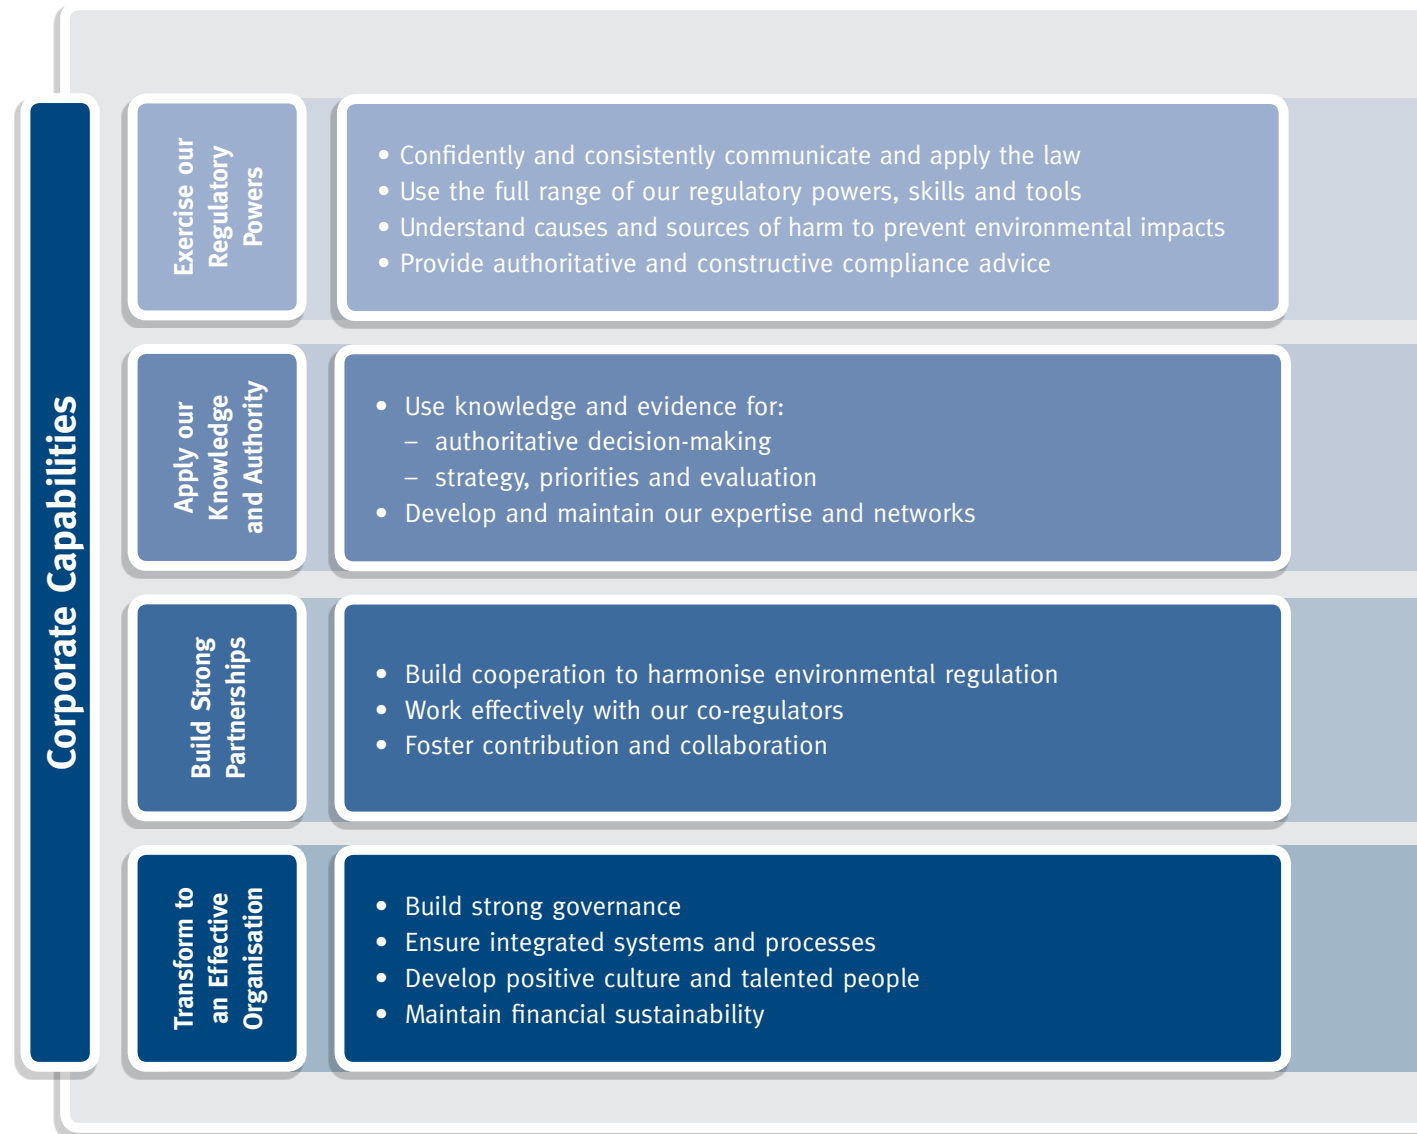 Corporate Capabilities
Exercise our
Regulatory
Powers
• Confidently and consistently communicate and apply the law
• Use the full range of our regulatory powers, skills and tools
• Understand causes and sources of harm to prevent environmental impacts
• Provide authoritative and constructive compliance advice
Apply our
Knowledge
and Authority
• Use knowledge and evidence for:
– authoritative decision-making
– strategy, priorities and evaluation
• Develop and maintain our expertise and networks
Build Strong
Partnerships
• Build cooperation to harmonise environmental regulation
• Work effectively with our co-regulators
• Foster contribution and collaboration
Transform to
an Effective
Organisation
• Build strong governance
• Ensure integrated systems and processes
• Develop positive culture and talented people
• Maintain financial sustainability